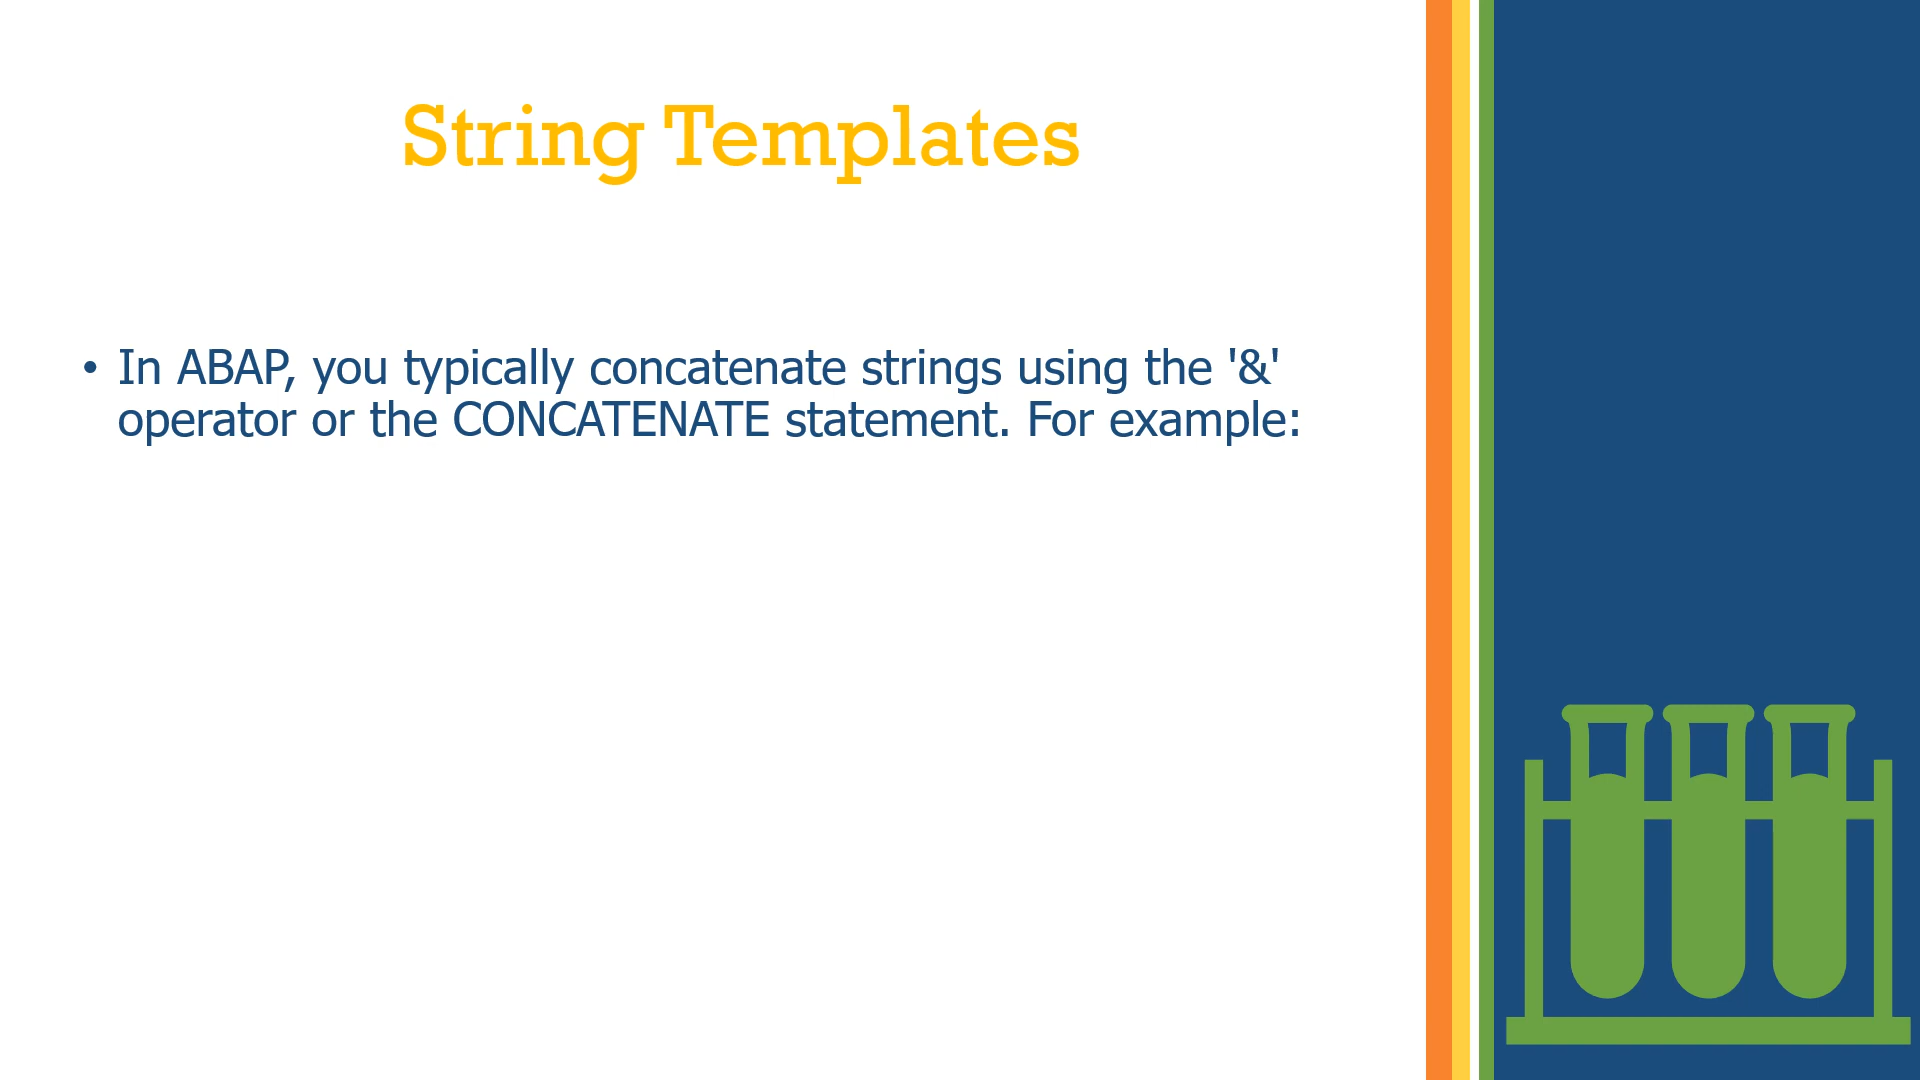 String Templates
• In ABAP, you typically concatenate strings using the '&'
operator or the CONCATENATE statement. For example: